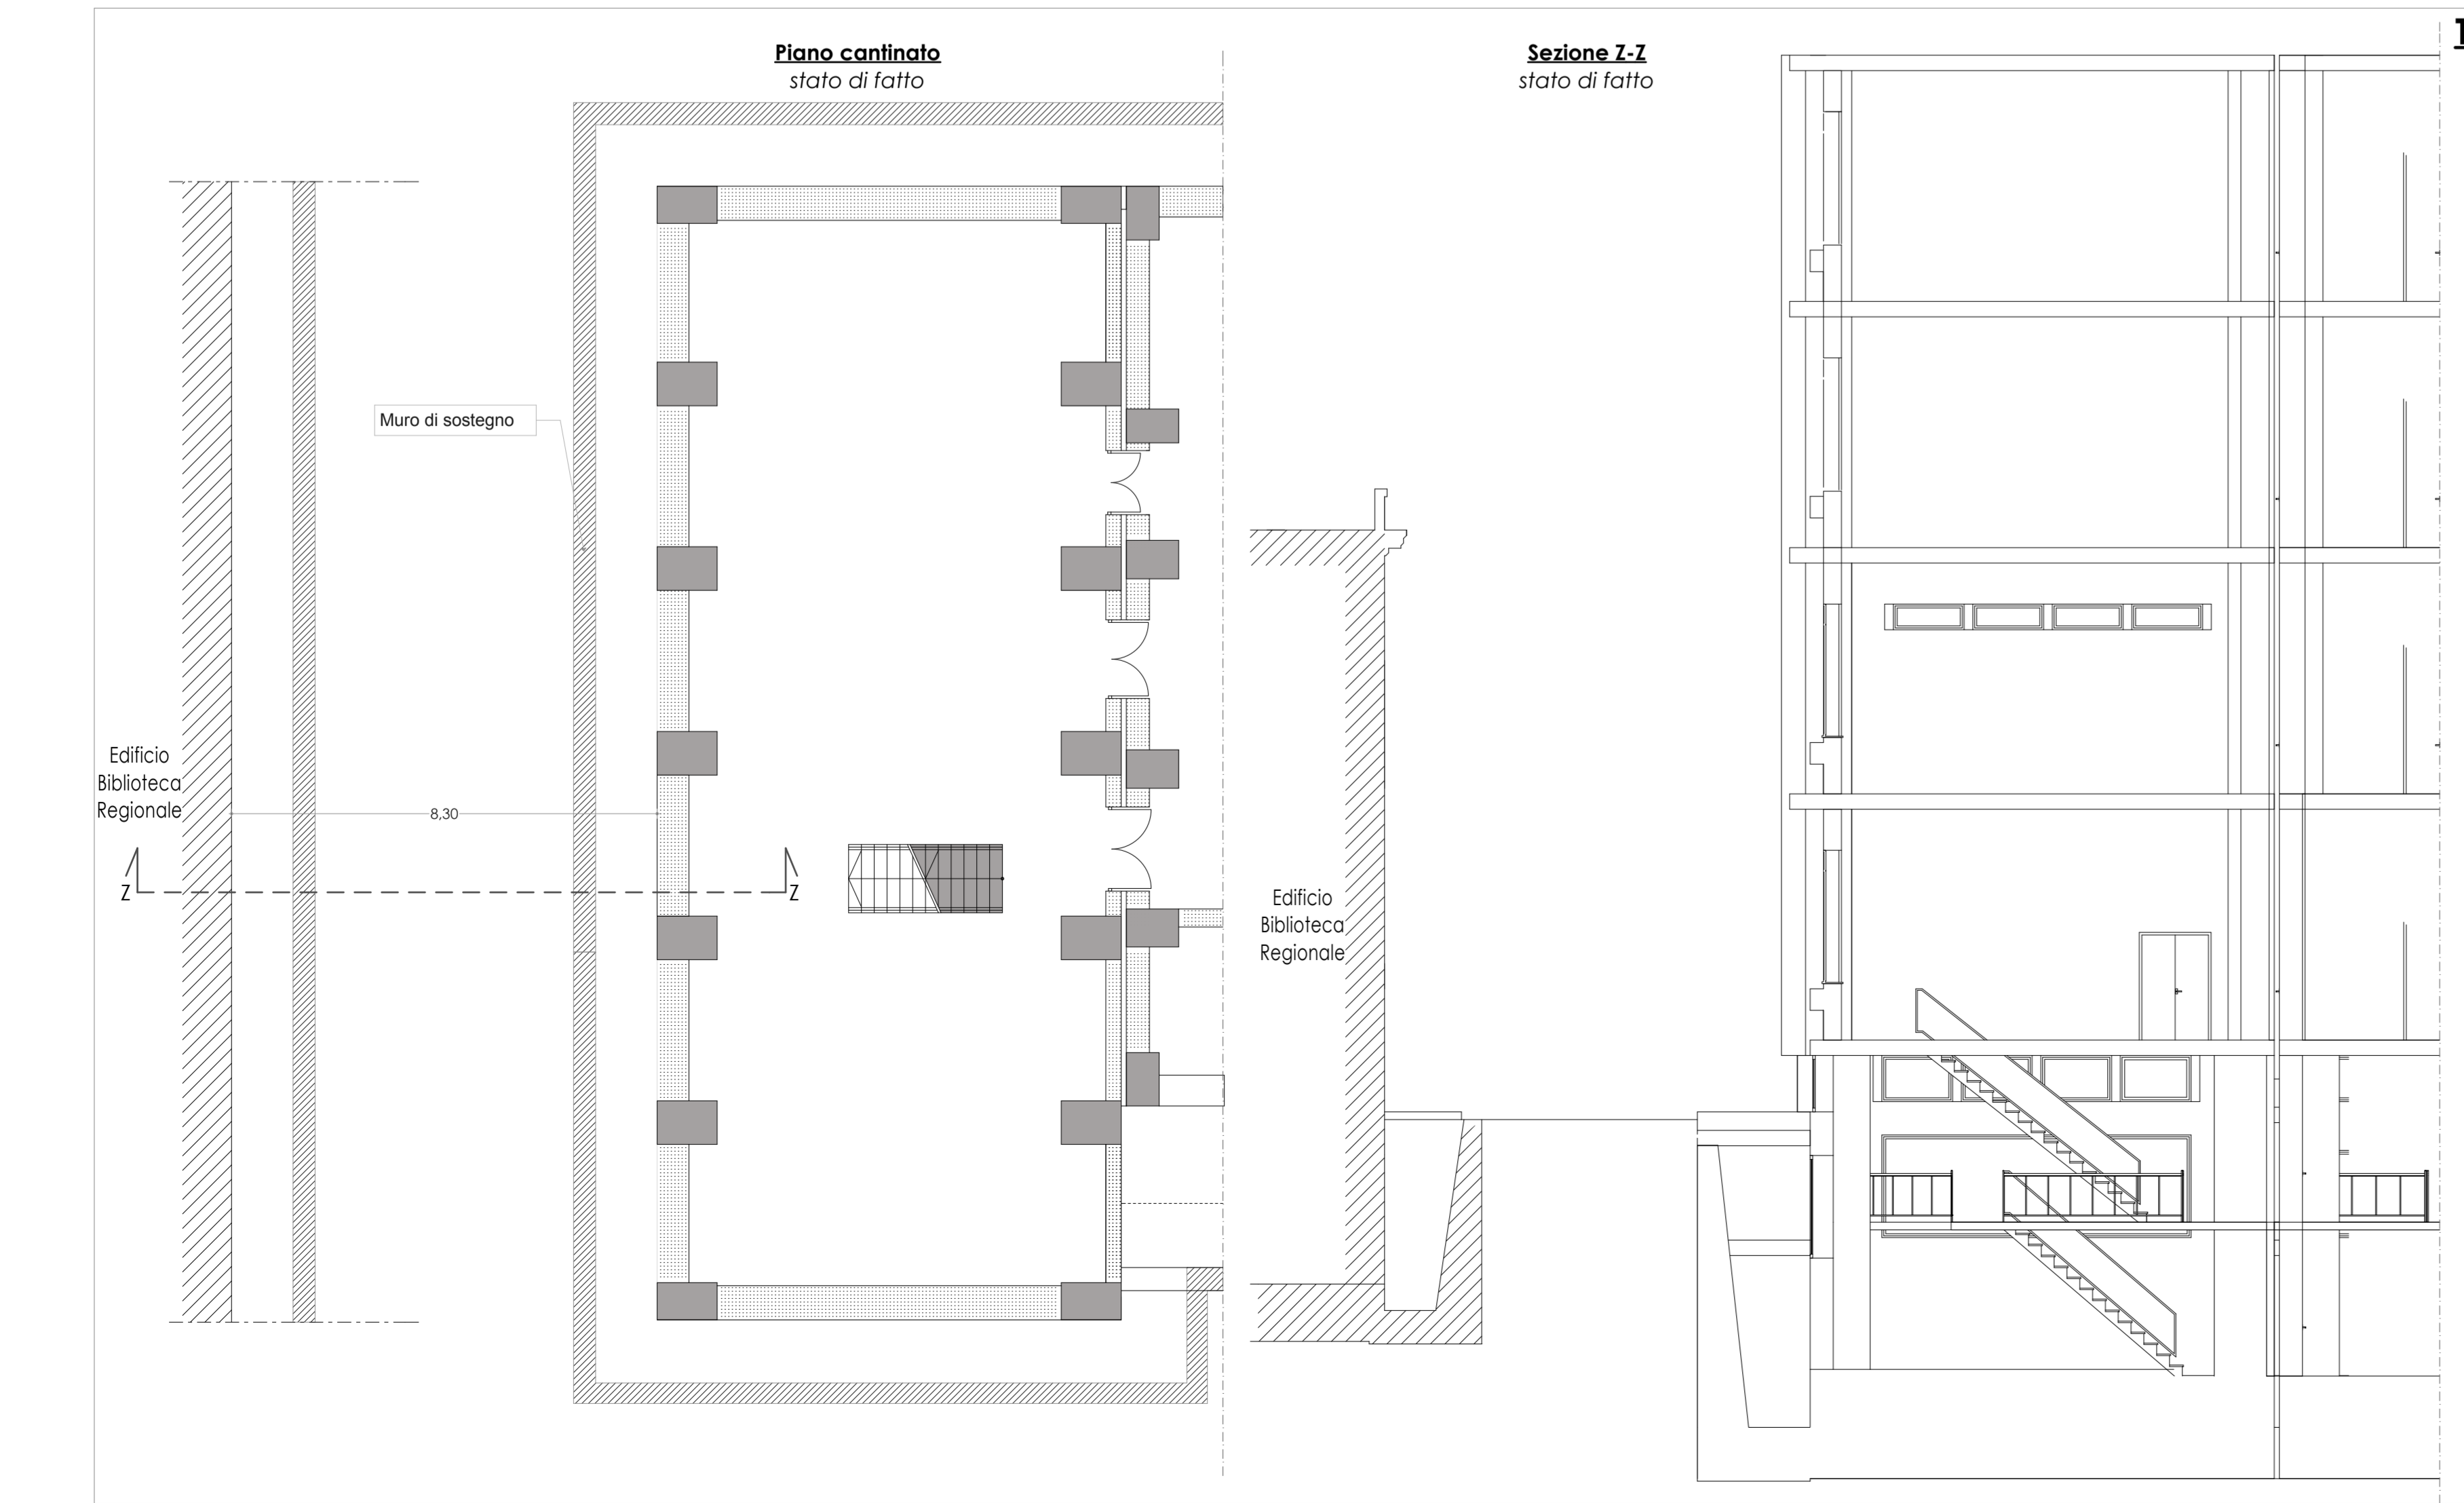 Piano cantinato
stato di fatto
Muro di sostegno
Edificio
Biblioteca
Regionale
8,30
Z
Z
Sezione Z-Z
stato di fatto
Edificio
Biblioteca
Regionale